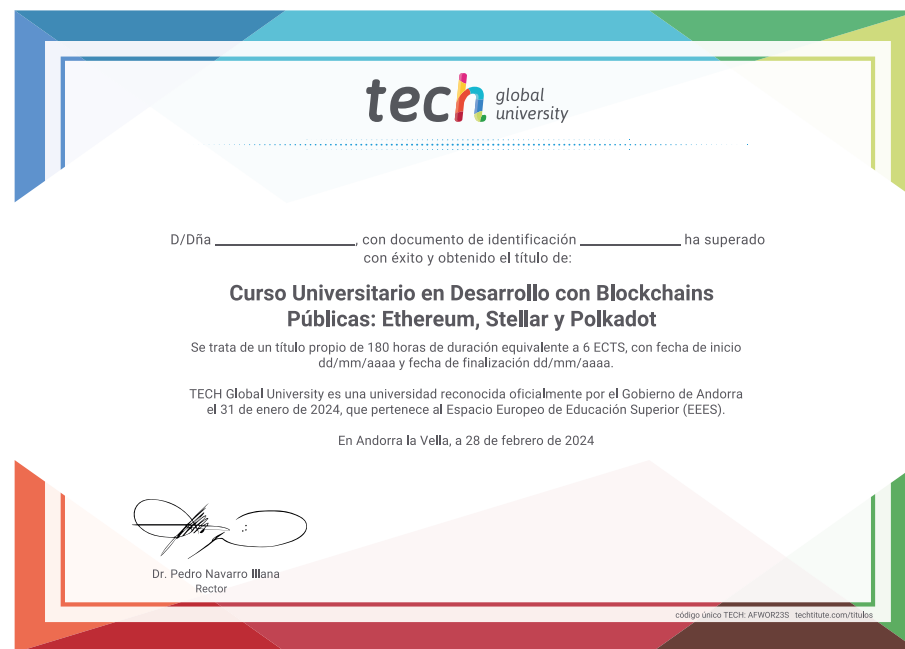 tech global university
D/Dña ___________________, con documento de identificación ______________ ha superado
con éxito y obtenido el título de:
Curso Universitario en Desarrollo con Blockchains
Públicas: Ethereum, Stellar y Polkadot
Se trata de un título propio de 180 horas de duración equivalente a 6 ECTS, con fecha de inicio
dd/mm/aaaa y fecha de finalización dd/mm/aaaa.
TECH Global University es una universidad reconocida oficialmente por el Gobierno de Andorra
el 31 de enero de 2024, que pertenece al Espacio Europeo de Educación Superior (EEES).
En Andorra la Vella, a 28 de febrero de 2024
Dr. Pedro Navarro Illana
Rector
código único TECH: AFWOR23S techtitute.com/titulos